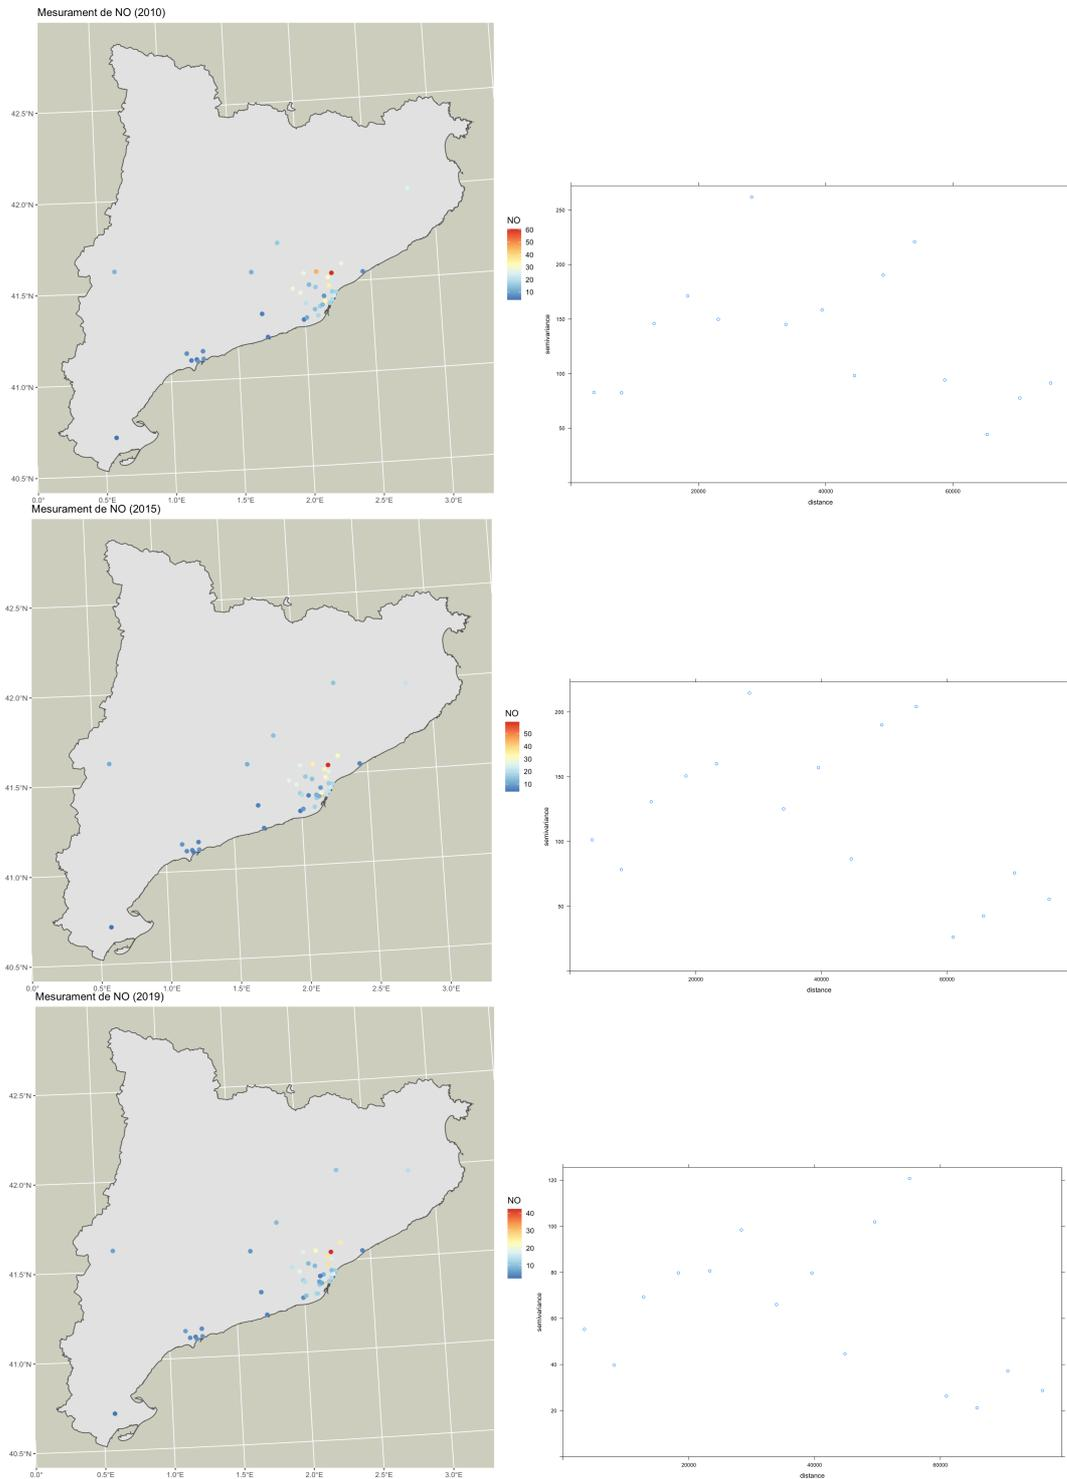 Mesurament de NO (2010)
42.5°N
42.0°N
41.5°N
41.0°N
40.5°N
0.0°
0.5°E
1.0°E
1.5°E
2.0°E
2.5°E
3.0°E
NO
60
50
40
30
20
10
250
200
150
100
50
semivariance
20000
40000
60000
distance
Mesurament de NO (2015)
42.5°N
42.0°N
41.5°N
41.0°N
40.5°N
0.0°
0.5°E
1.0°E
1.5°E
2.0°E
2.5°E
3.0°E
NO
50
40
30
20
10
200
150
100
50
semivariance
20000
40000
60000
distance
Mesurament de NO (2019)
42.5°N
42.0°N
41.5°N
41.0°N
40.5°N
0.0°
0.5°E
1.0°E
1.5°E
2.0°E
2.5°E
3.0°E
NO
40
30
20
10
120
100
80
60
40
20
semivariance
20000
40000
60000
distance